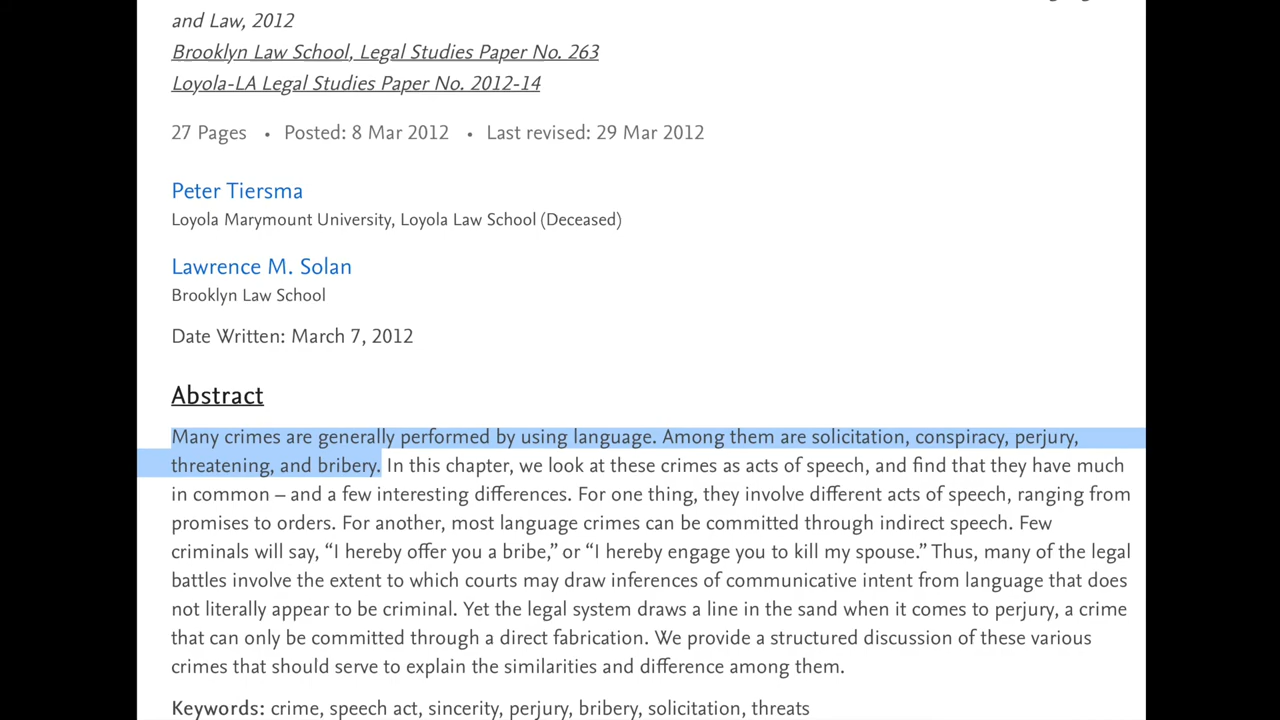 and Law, 2012
Brooklyn Law School, Legal Studies Paper No. 263
Loyola-LA Legal Studies Paper No. 2012-14
27 Pages • Posted: 8 Mar 2012 • Last revised: 29 Mar 2012
Peter Tiersma
Loyola Marymount University, Loyola Law School (Deceased)
Lawrence M. Solan
Brooklyn Law School
Date Written: March 7, 2012
Abstract
Many crimes are generally performed by using language. Among them are solicitation, conspiracy, perjury,
threatening, and bribery. In this chapter, we look at these crimes as acts of speech, and find that they have much
in common – and a few interesting differences. For one thing, they involve different acts of speech, ranging from
promises to orders. For another, most language crimes can be committed through indirect speech. Few
criminals will say, “I hereby offer you a bribe,” or “I hereby engage you to kill my spouse.” Thus, many of the legal
battles involve the extent to which courts may draw inferences of communicative intent from language that does
not literally appear to be criminal. Yet the legal system draws a line in the sand when it comes to perjury, a crime
that can only be committed through a direct fabrication. We provide a structured discussion of these various
crimes that should serve to explain the similarities and difference among them.
Keywords: crime, speech act, sincerity, perjury, bribery, solicitation, threats